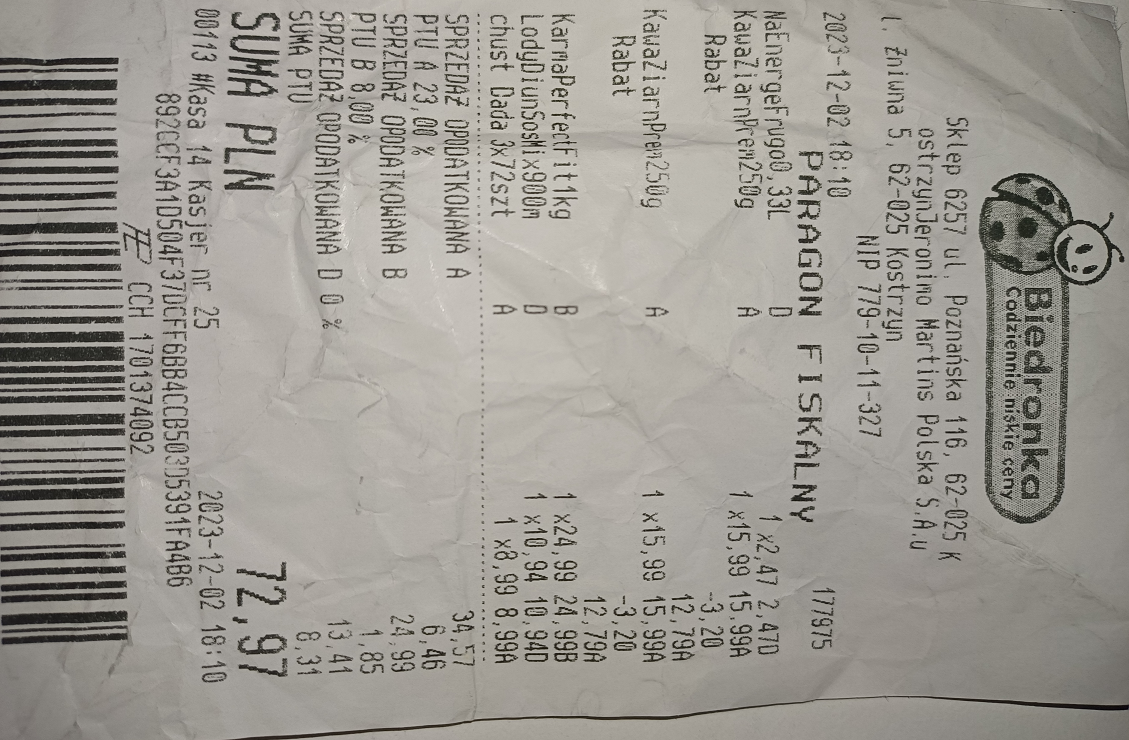 Biedronka
Codziennie niskie ceny
Sklep 6257 ul. Poznańska 116, 62-025 K
ostrzynJeronimo Martins Polska S.A.u
l. Żniwna 5, 62-025 Kostrzyn
NIP 779-10-11-327
2023-12-02 18:10 177975
PARAGON FISKALNY
NaEnergeFrugo0,33L D 1 x2,47 2,47D
KawaZiarnPrem250g A 1 x15,99 15,99A
Rabat -3,20
12,79A
KawaZiarnPrem250g A 1 x15,99 15,99A
Rabat -3,20
12,79A
KarmaPerfectFit1kg B 1 x24,99 24,99B
LodyDiunSosMix900m D 1 x10,94 10,94D
chust Dada 3x72szt A 1 x8,99 8,99A
SPRZEDAŻ OPODATKOWANA A 34,57
PTU A 23,00 % 6,46
SPRZEDAŻ OPODATKOWANA B 24,99
PTU B 8,00 % 1,85
SPRZEDAŻ OPODATKOWANA D 0 % 13,41
SUMA PTU 8,31
SUMA PLN 72,97
00113 #Kasa 14 Kasjer nr 25 2023-12-02 18:10
892CCF3A1D504F37DCFF6BB4CCB503D5391FA4B6
CCH 1701374092